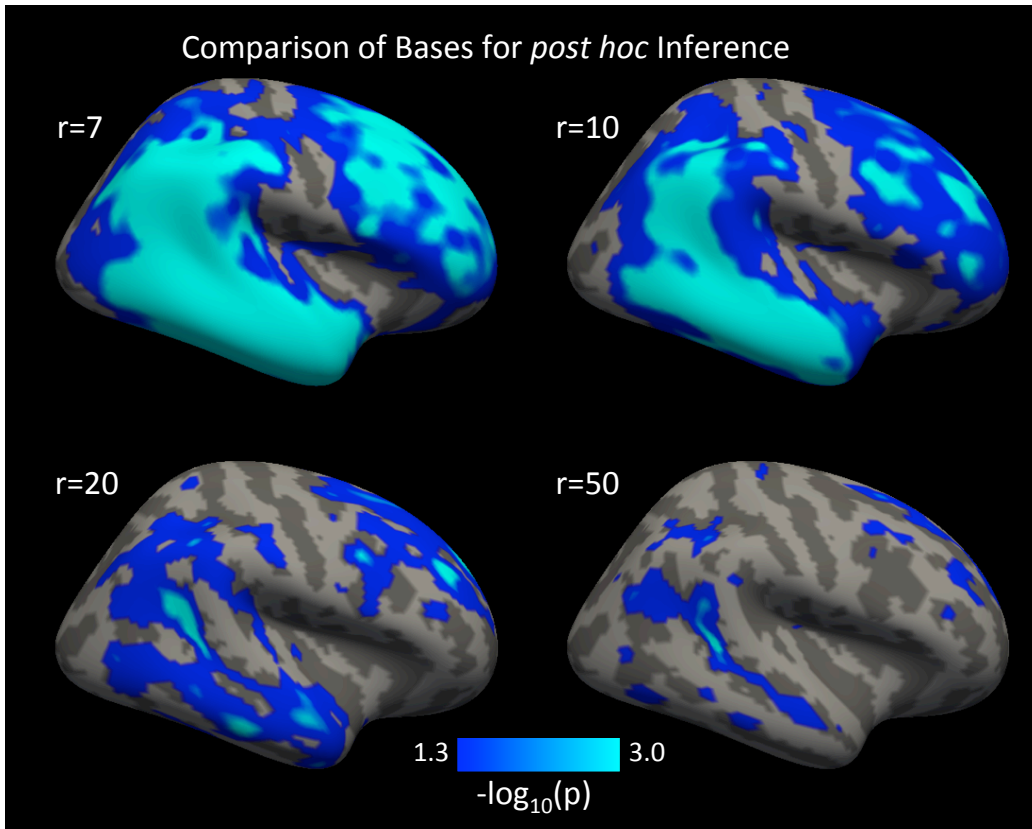 Comparison of Bases for post hoc Inference
r=7
r=10
r=20
r=50
1.3
3.0
-log10(p)